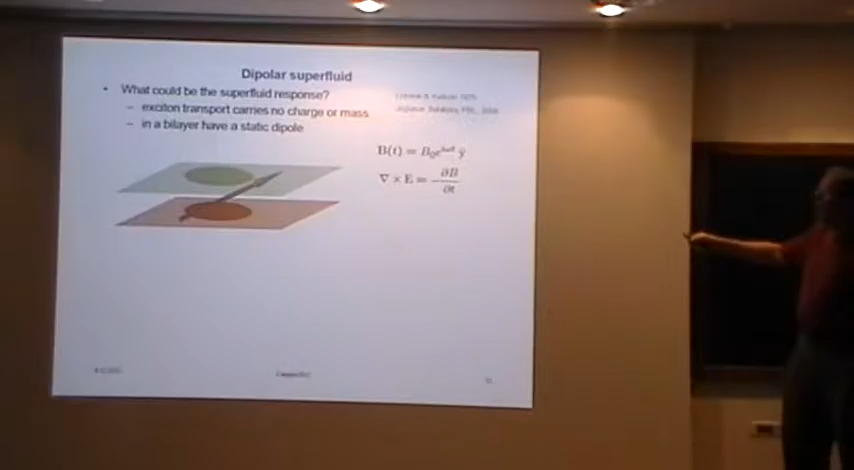 Dipolar superfluid
• What could be the superfluid response?
– exciton transport carries no charge or mass
– in a bilayer have a static dipole
B(t) = B₀e^{iωt} ŷ
∇ × E = −∂B/∂t